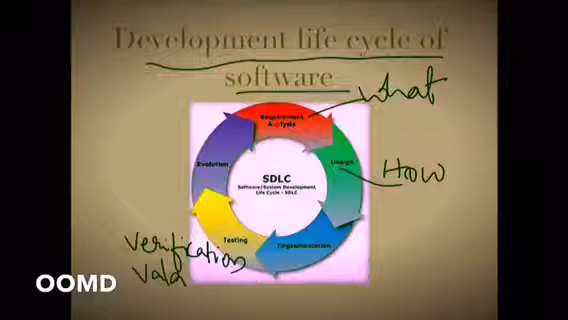 Development life cycle of
software
what
Requirement
Analysis
Design
How
Evolution
SDLC
Software/System Development
Life Cycle - SDLC
Testing
Implementation
verification
vala
OOMD